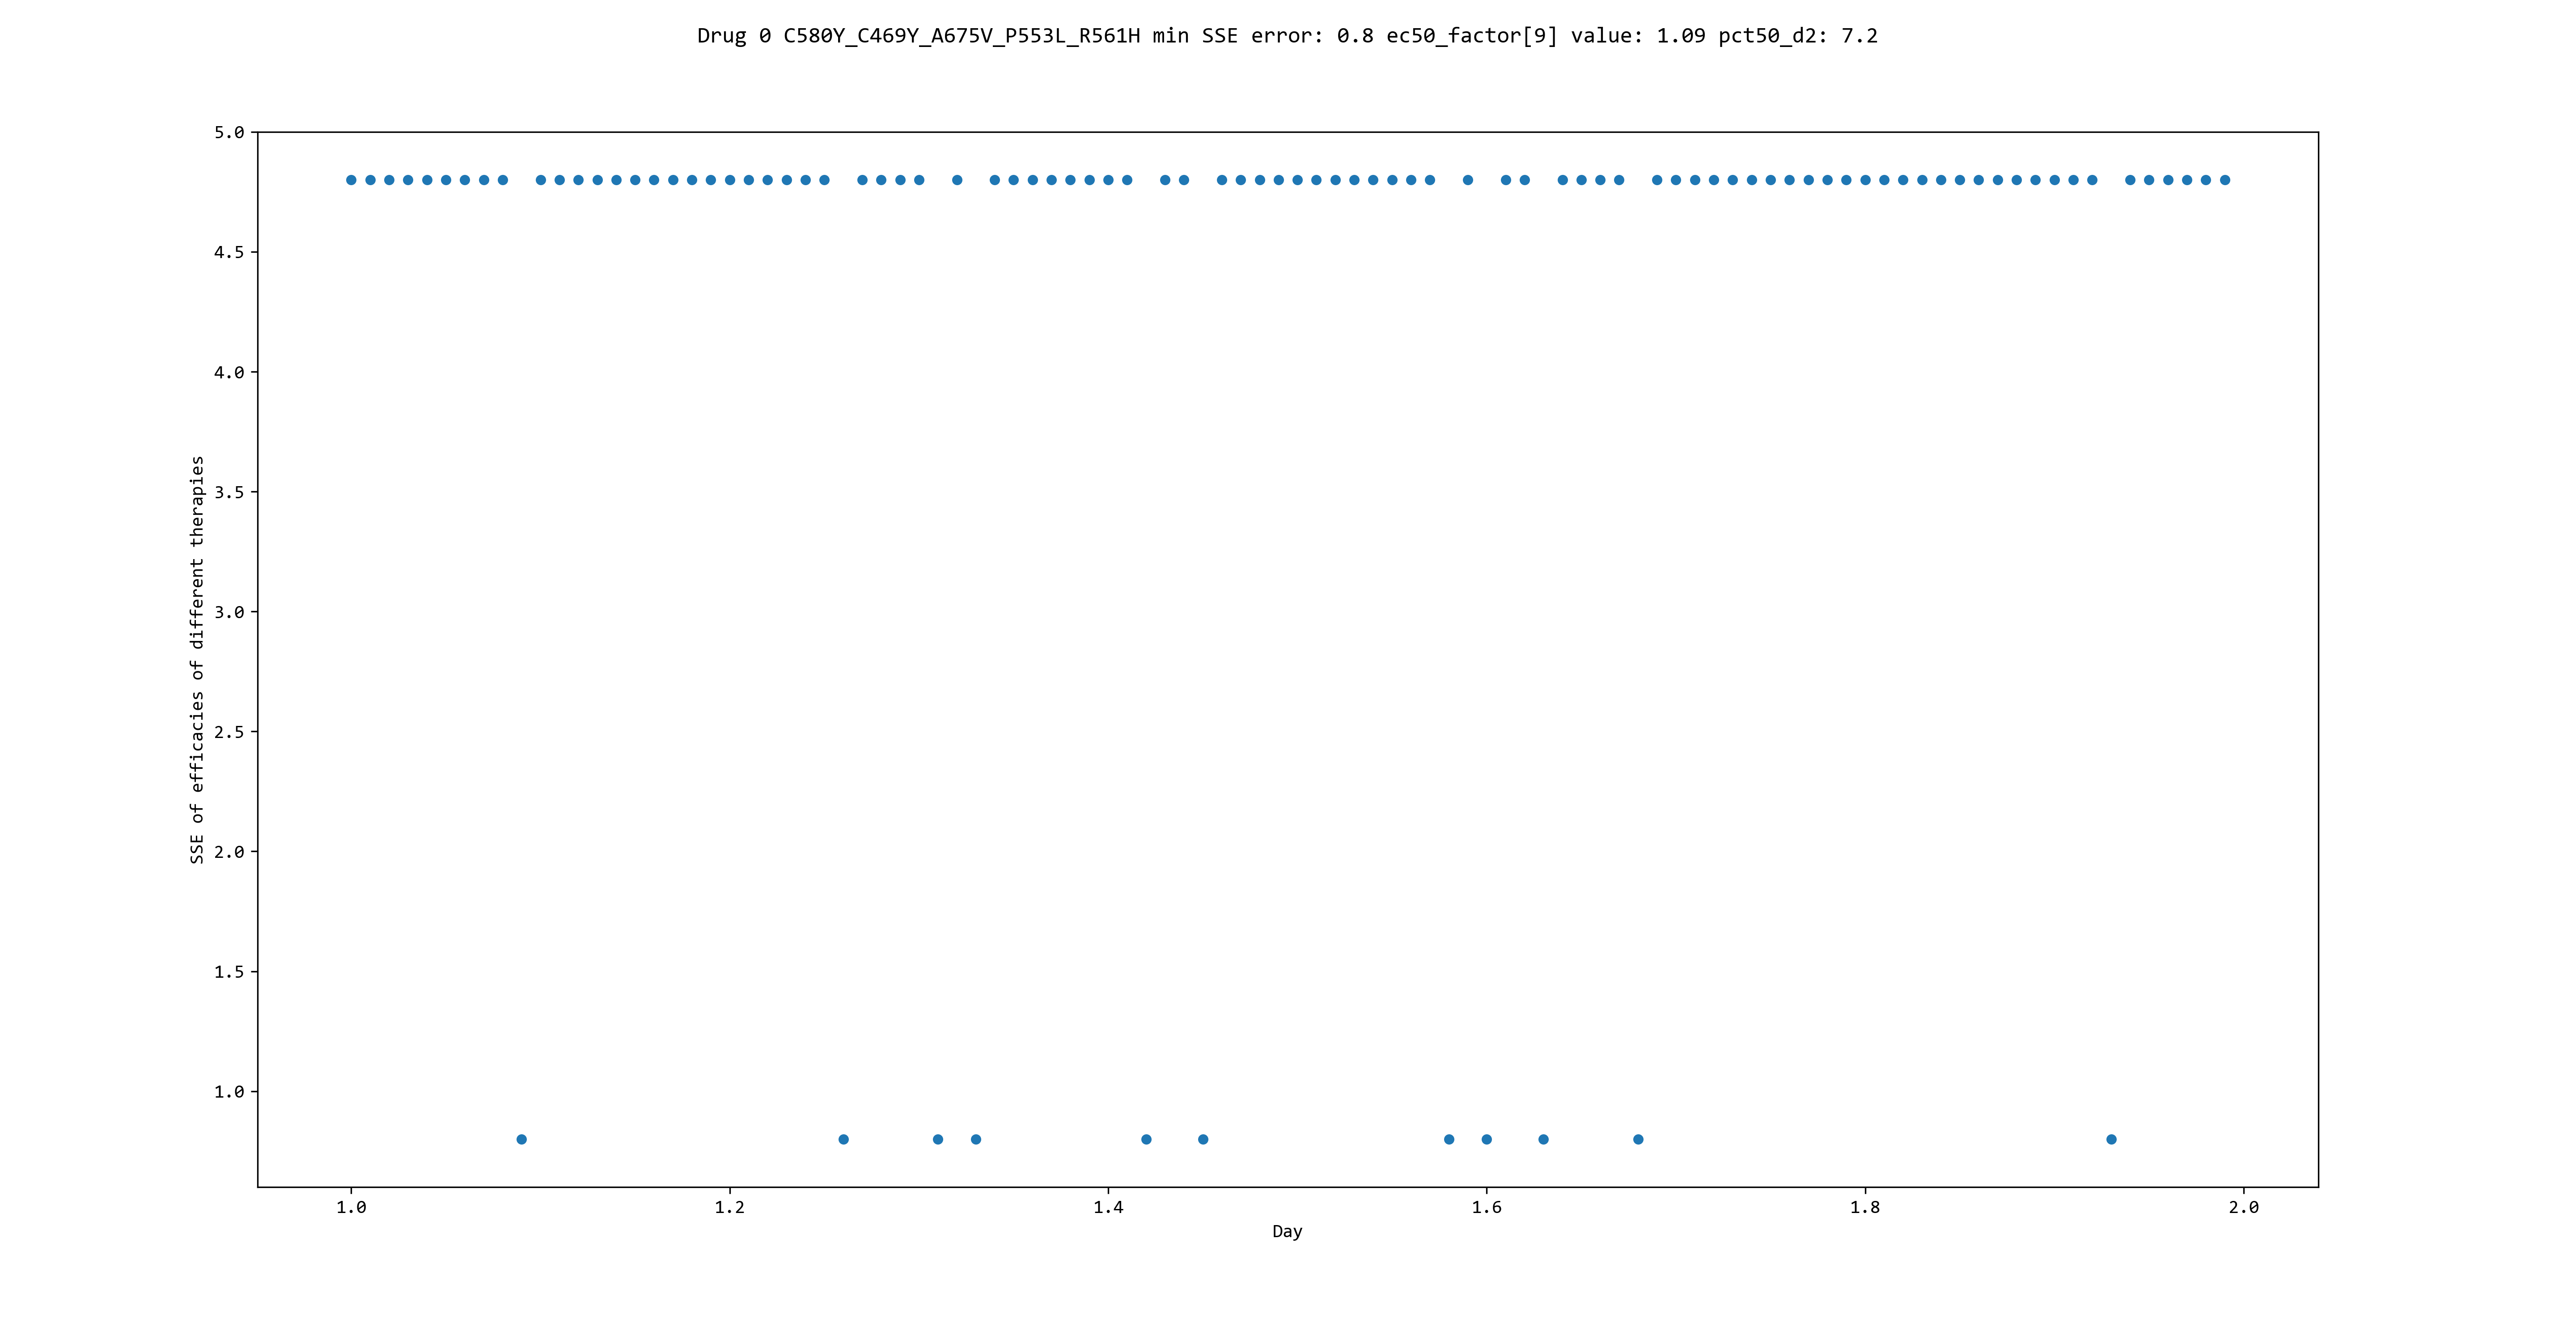 Drug 0 C580Y_C469Y_A675V_P553L_R561H min SSE error: 0.8 ec50_factor[9] value: 1.09 pct50_d2: 7.2
5.0
4.5
4.0
3.5
3.0
2.5
2.0
1.5
1.0
SSE of efficacies of different therapies
1.0 1.2 1.4 1.6 1.8 2.0
Day